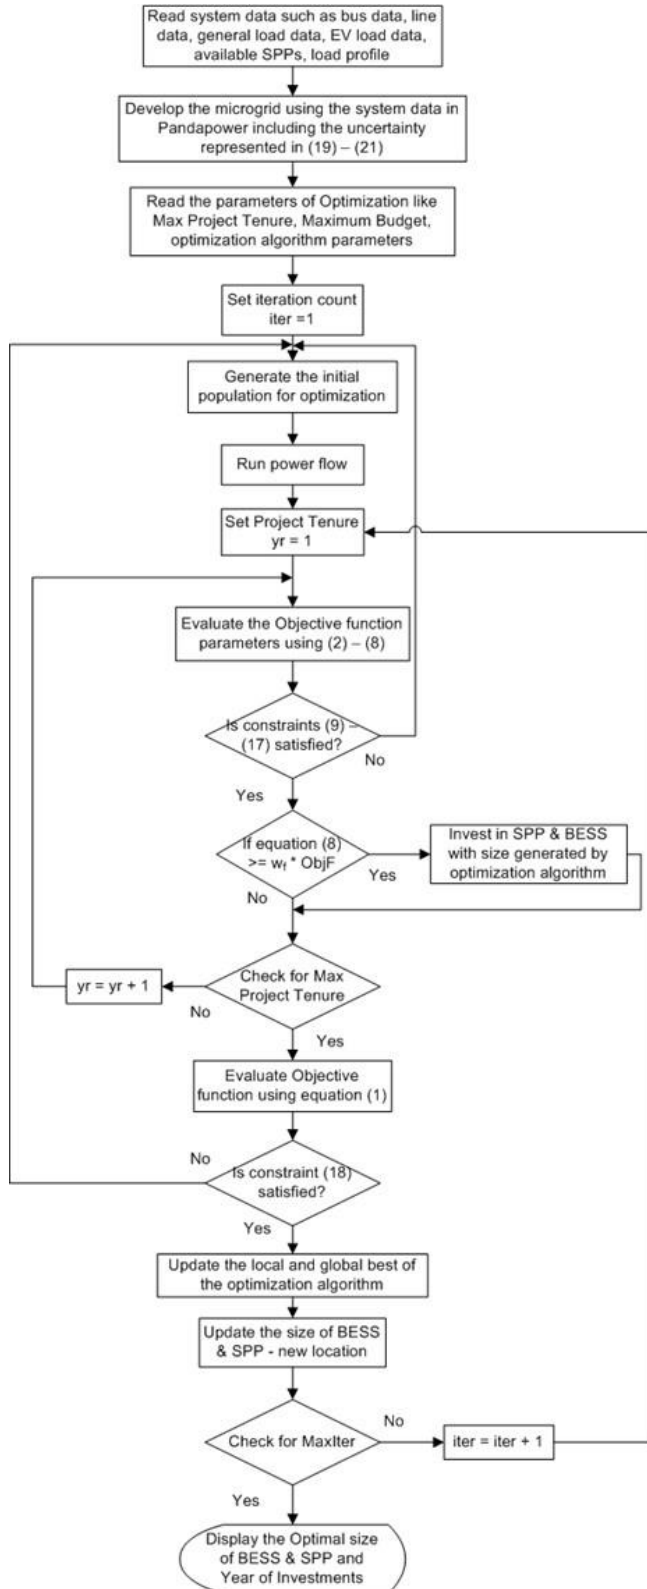 Read system data such as bus data, line
data, general load data, EV load data,
available SPPs, load profile
Develop the microgrid using the system data in
Pandapower including the uncertainty
represented in (19) – (21)
Read the parameters of Optimization like
Max Project Tenure, Maximum Budget,
optimization algorithm parameters
Set iteration count
iter =1
Generate the initial
population for optimization
Run power flow
Set Project Tenure
yr = 1
Evaluate the Objective function
parameters using (2) – (8)
Is constraints (9) –
(17) satisfied?
No
Yes
If equation (8)
>= wf * ObjF
Yes
Invest in SPP & BESS
with size generated by
optimization algorithm
No
Check for Max
Project Tenure
No
yr = yr + 1
Yes
Evaluate Objective
function using equation (1)
No
Is constraint (18)
satisfied?
Yes
Update the local and global best of
the optimization algorithm
Update the size of BESS
& SPP - new location
Check for MaxIter
No
iter = iter + 1
Yes
Display the Optimal size
of BESS & SPP and
Year of Investments